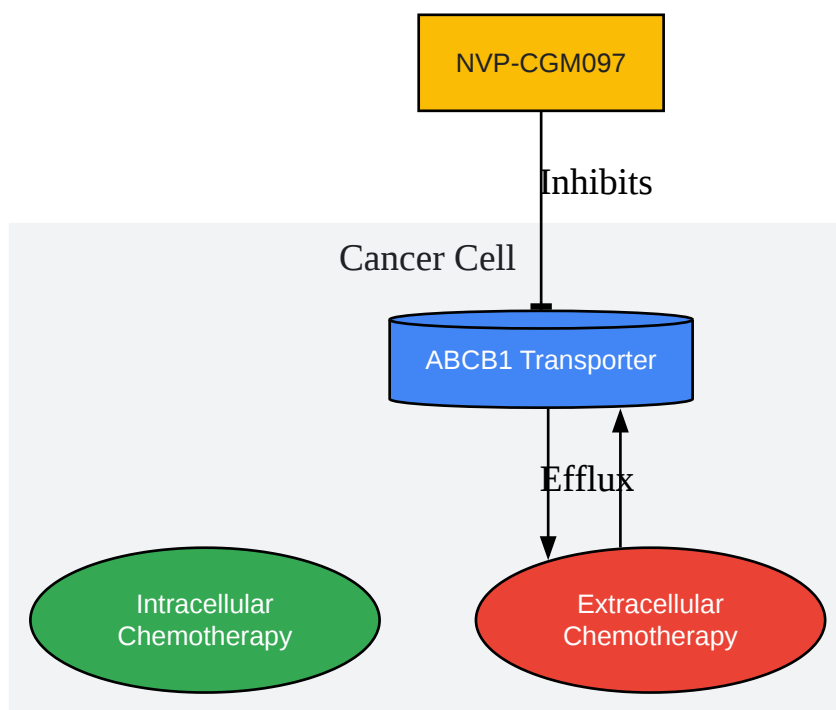 NVP-CGM097
Inhibits
Cancer Cell
ABCB1 Transporter
Efflux
Intracellular
Chemotherapy
Extracellular
Chemotherapy